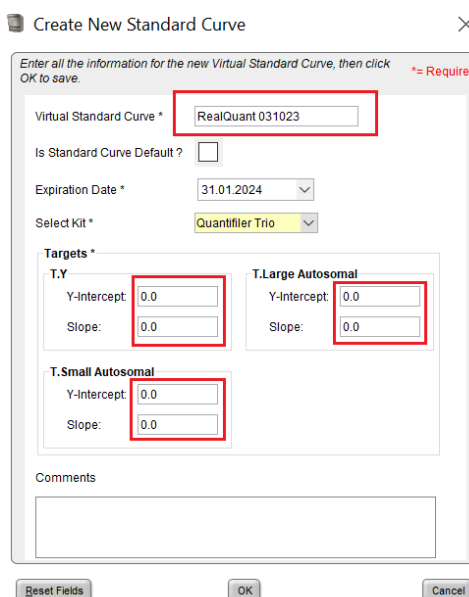 Create New Standard Curve
Enter all the information for the new Virtual Standard Curve, then click
OK to save.
*= Require
Virtual Standard Curve *
RealQuant 031023
Is Standard Curve Default ?
Expiration Date *
31.01.2024
Select Kit *
Quantifiler Trio
Targets *
T.Y
Y-Intercept: 0.0
Slope: 0.0
T.Large Autosomal
Y-Intercept: 0.0
Slope: 0.0
T.Small Autosomal
Y-Intercept: 0.0
Slope: 0.0
Comments
Reset Fields
OK
Cancel